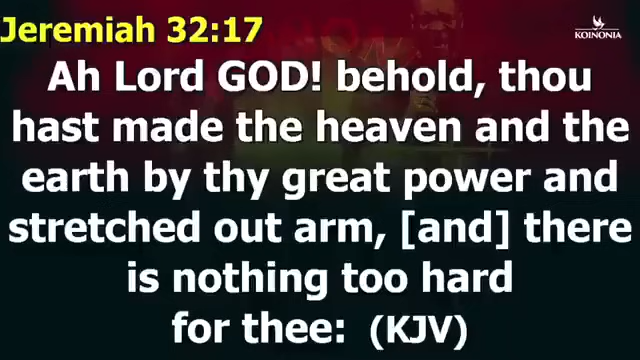 Jeremiah 32:17
KOINONIA
Ah Lord GOD! behold, thou
hast made the heaven and the
earth by thy great power and
stretched out arm, [and] there
is nothing too hard
for thee: (KJV)